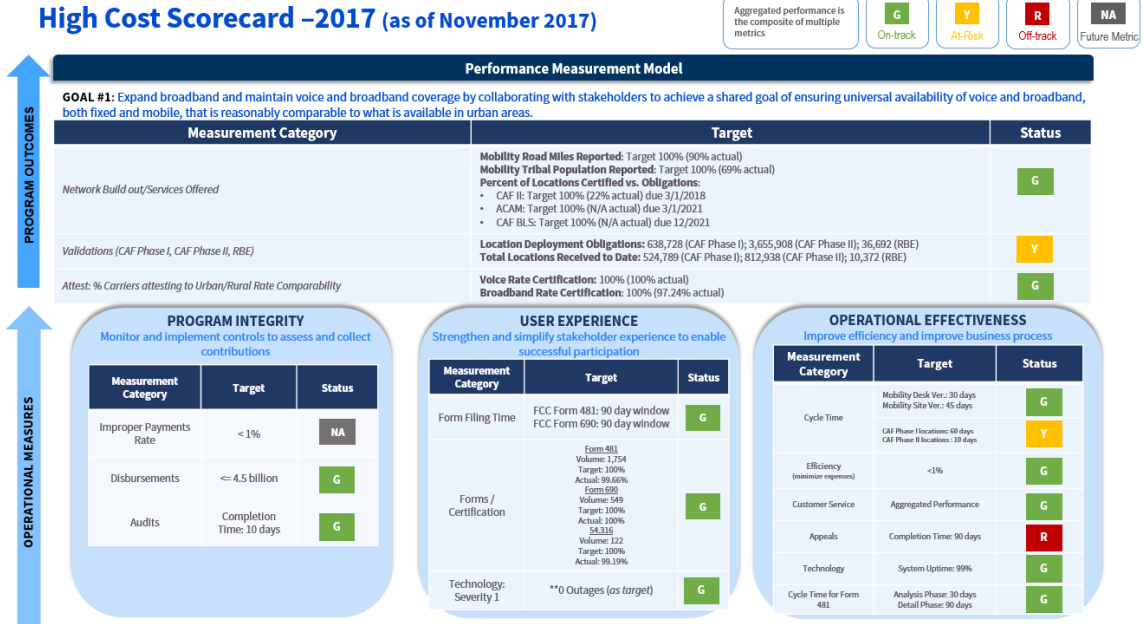 High Cost Scorecard –2017 (as of November 2017)
Aggregated performance is
the composite of multiple
metrics
G
On-track
Y
At-Risk
R
Off-track
NA
Future Metric
PROGRAM OUTCOMES
Performance Measurement Model
GOAL #1: Expand broadband and maintain voice and broadband coverage by collaborating with stakeholders to achieve a shared goal of ensuring universal availability of voice and broadband,
both fixed and mobile, that is reasonably comparable to what is available in urban areas.
Measurement Category Target Status
Network Build out/Services Offered
Mobility Road Miles Reported: Target 100% (90% actual)
Mobility Tribal Population Reported: Target 100% (69% actual)
Percent of Locations Certified vs. Obligations:
• CAF II: Target 100% (22% actual) due 3/1/2018
• ACAM: Target 100% (N/A actual) due 3/1/2021
• CAF BLS: Target 100% (N/A actual) due 12/2021
G
Validations (CAF Phase I, CAF Phase II, RBE)
Location Deployment Obligations: 638,728 (CAF Phase I); 3,655,908 (CAF Phase II); 36,692 (RBE)
Total Locations Received to Date: 524,789 (CAF Phase I); 812,938 (CAF Phase II); 10,372 (RBE)
Y
Attest: % Carriers attesting to Urban/Rural Rate Comparability
Voice Rate Certification: 100% (100% actual)
Broadband Rate Certification: 100% (97.24% actual)
G
OPERATIONAL MEASURES
PROGRAM INTEGRITY
Monitor and implement controls to assess and collect
contributions
Measurement
Category
Target
Status
Improper Payments
Rate
<1%
NA
Disbursements
<= 4.5 billion
G
Audits
Completion
Time: 10 days
G
USER EXPERIENCE
Strengthen and simplify stakeholder experience to enable
successful participation
Measurement
Category
Target
Status
Form Filing Time
FCC Form 481: 90 day window
FCC Form 690: 90 day window
G
Forms /
Certification
Form 481
Volume: 1,754
Target: 100%
Actual: 99.66%
Form 690
Volume: 549
Target: 100%
Actual: 100%
54.316
Volume: 122
Target: 100%
Actual: 99.19%
G
Technology:
Severity 1
**0 Outages (as target)
G
OPERATIONAL EFFECTIVENESS
Improve efficiency and improve business process
Measurement
Category
Target
Status
Cycle Time
Mobility Desk Ver.: 30 days
Mobility Site Ver.: 45 days
G
CAF Phase I locations: 60 days
CAF Phase II locations : 10 days
Y
Efficiency
(minimize expenses)
<1%
G
Customer Service
Aggregated Performance
G
Appeals
Completion Time: 90 days
R
Technology
System Uptime: 99%
G
Cycle Time for Form
481
Analysis Phase: 30 days
Detail Phase: 90 days
G